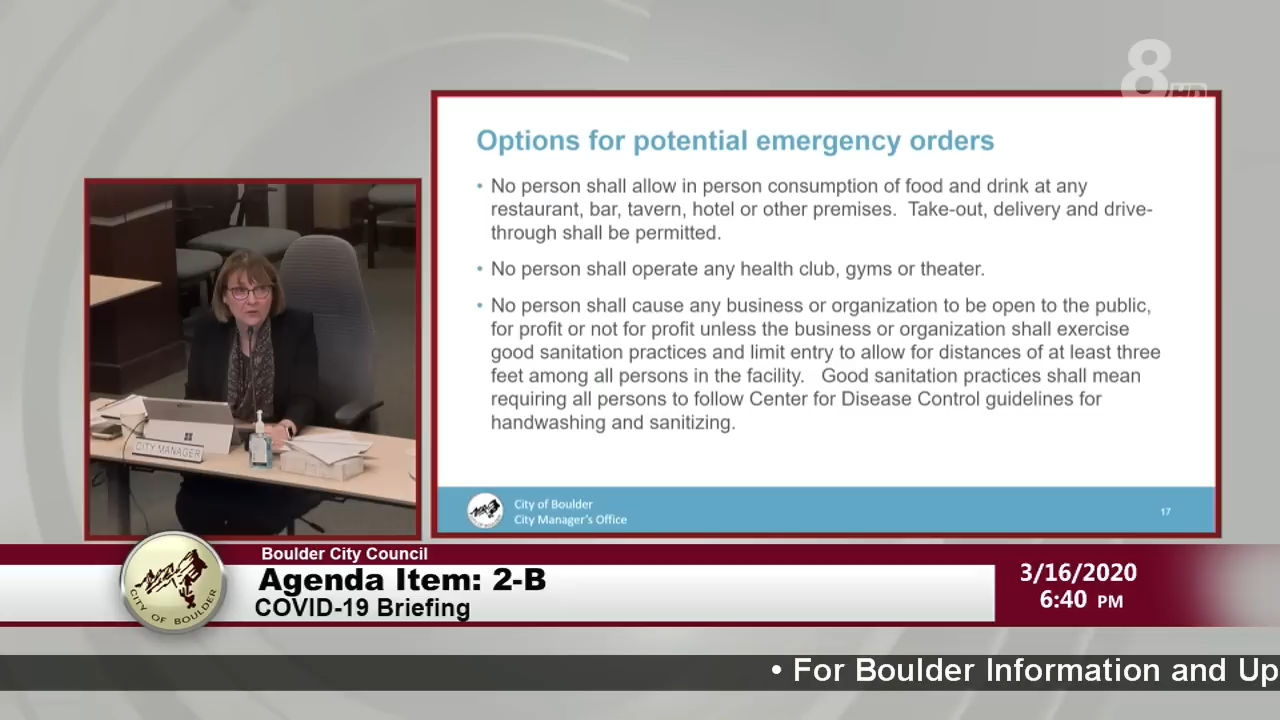 8
HD
Options for potential emergency orders
• No person shall allow in person consumption of food and drink at any
restaurant, bar, tavern, hotel or other premises.  Take-out, delivery and drive-
through shall be permitted.
• No person shall operate any health club, gyms or theater.
• No person shall cause any business or organization to be open to the public,
for profit or not for profit unless the business or organization shall exercise
good sanitation practices and limit entry to allow for distances of at least three
feet among all persons in the facility.   Good sanitation practices shall mean
requiring all persons to follow Center for Disease Control guidelines for
handwashing and sanitizing.
City of Boulder
City Manager's Office
17
CITY MANAGER
Boulder City Council
Agenda Item: 2-B
COVID-19 Briefing
CITY OF BOULDER
3/16/2020
6:40 PM
• For Boulder Information and Up